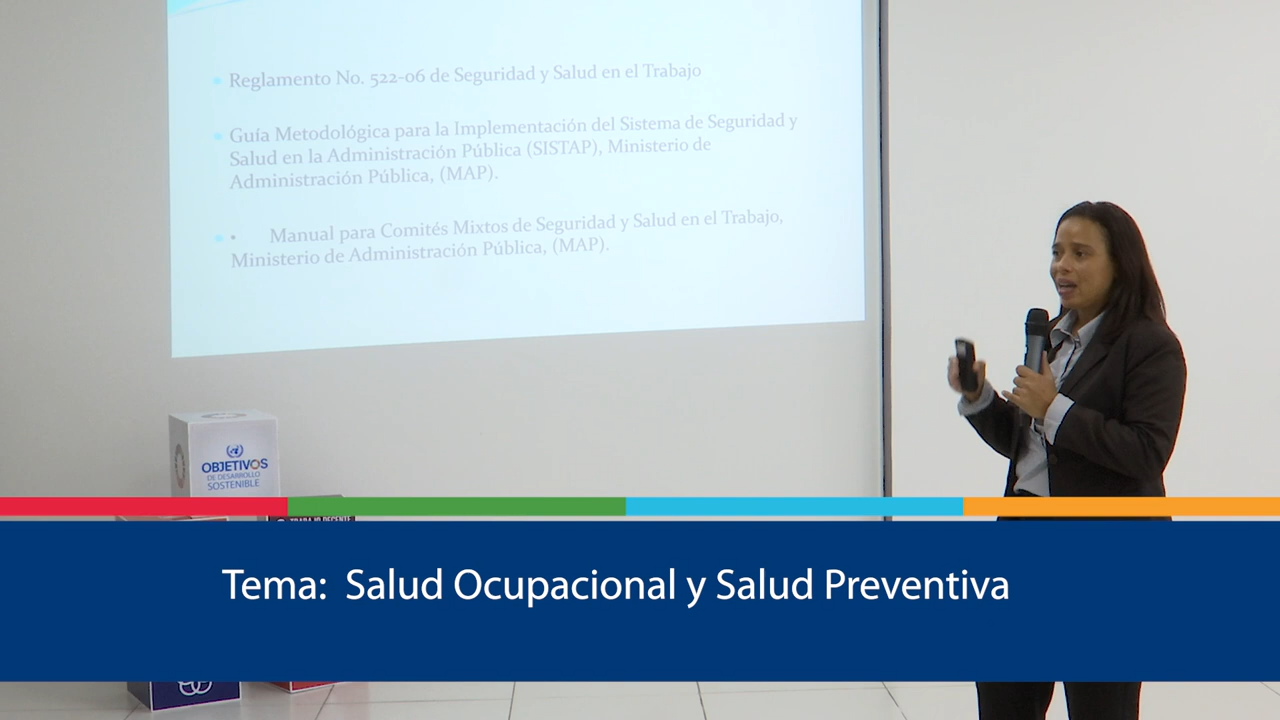 Reglamento No. 522-06 de Seguridad y Salud en el Trabajo
Guía Metodológica para la Implementación del Sistema de Seguridad y
Salud en la Administración Pública (SISTAP), Ministerio de
Administración Pública, (MAP).
• Manual para Comités Mixtos de Seguridad y Salud en el Trabajo,
Ministerio de Administración Pública, (MAP).
OBJETIVOS
DE DESARROLLO
SOSTENIBLE
TRABAJO DECENTE
Tema: Salud Ocupacional y Salud Preventiva